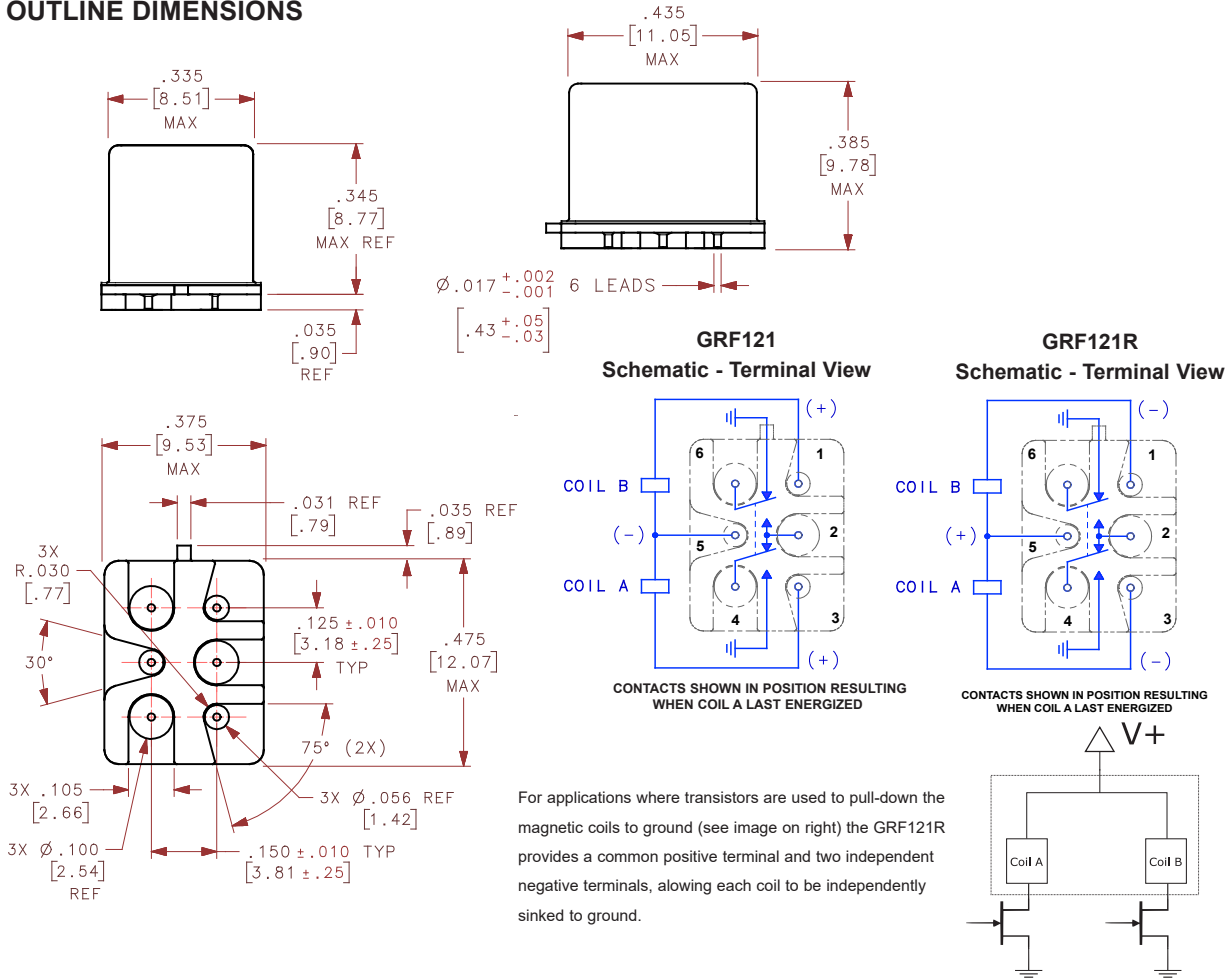 OUTLINE DIMENSIONS
.335
[8.51]
MAX
.345
[8.77]
MAX REF
.035
[.90]
REF
.435
[11.05]
MAX
.385
[9.78]
MAX
Ø.017 +.002 -.001 6 LEADS
[.43 +.05 -.03]
.375
[9.53]
MAX
.031 REF
[.79]
.035 REF
[.89]
3X
R.030
[.77]
30°
.125 ±.010
[3.18 ±.25]
TYP
.475
[12.07]
MAX
75° (2X)
3X .105
[2.66]
3X Ø.056 REF
[1.42]
3X Ø.100
[2.54]
REF
.150 ±.010 TYP
[3.81 ±.25]
GRF121
Schematic - Terminal View
(+)
6 1
COIL B
(-)
5 2
COIL A
4 3
(+)
CONTACTS SHOWN IN POSITION RESULTING
WHEN COIL A LAST ENERGIZED
GRF121R
Schematic - Terminal View
(-)
6 1
COIL B
(+)
5 2
COIL A
4 3
(-)
CONTACTS SHOWN IN POSITION RESULTING
WHEN COIL A LAST ENERGIZED
For applications where transistors are used to pull-down the
magnetic coils to ground (see image on right) the GRF121R
provides a common positive terminal and two independent
negative terminals, alowing each coil to be independently
sinked to ground.
V+
Coil A
Coil B